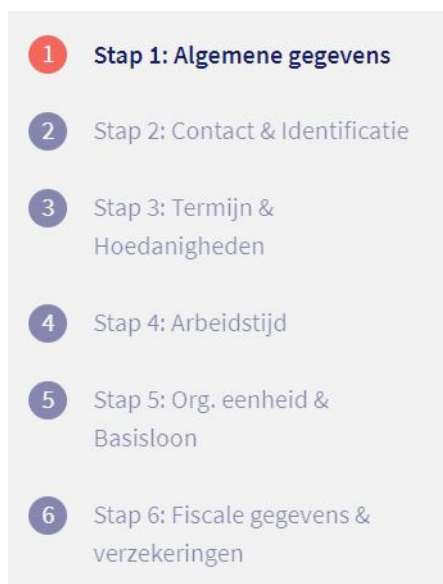 1 Stap 1: Algemene gegevens
2 Stap 2: Contact & Identificatie
3 Stap 3: Termijn &
Hoedanigheden
4 Stap 4: Arbeidstijd
5 Stap 5: Org. eenheid &
Basisloon
6 Stap 6: Fiscale gegevens &
verzekeringen